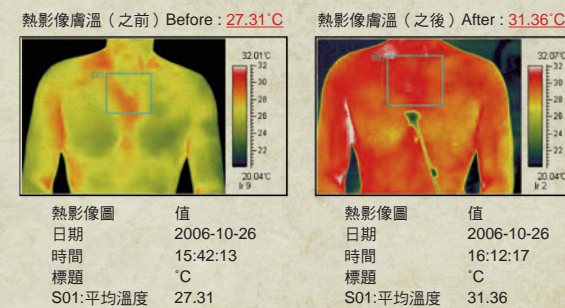 熱影像膚溫（之前）Before : 27.31°C
熱影像膚溫（之後）After : 31.36°C
32.01°C
32
30
28
26
24
22
20.04°C
Ir 9
32.07°C
32
30
28
26
24
22
20.04°C
Ir 2
熱影像圖 值
日期 2006-10-26
時間 15:42:13
標題 °C
S01:平均溫度 27.31
熱影像圖 值
日期 2006-10-26
時間 16:12:17
標題 °C
S01:平均溫度 31.36